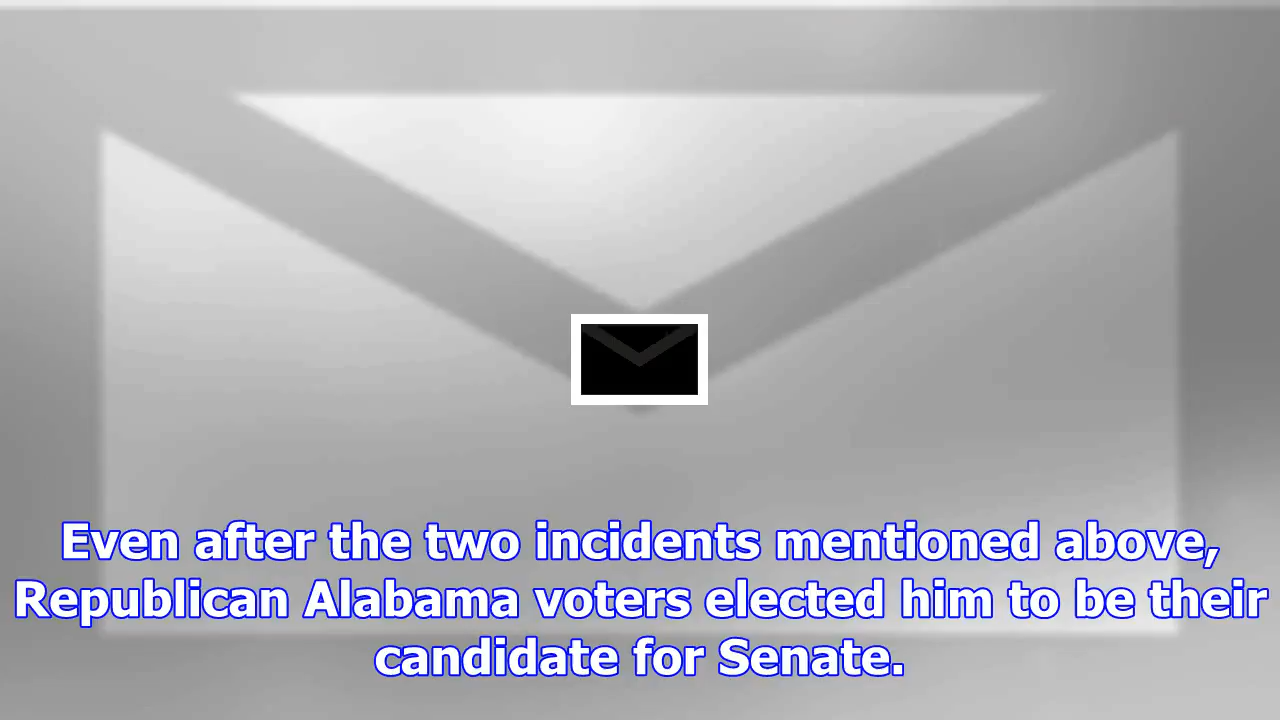 Even after the two incidents mentioned above,
Republican Alabama voters elected him to be their
candidate for Senate.